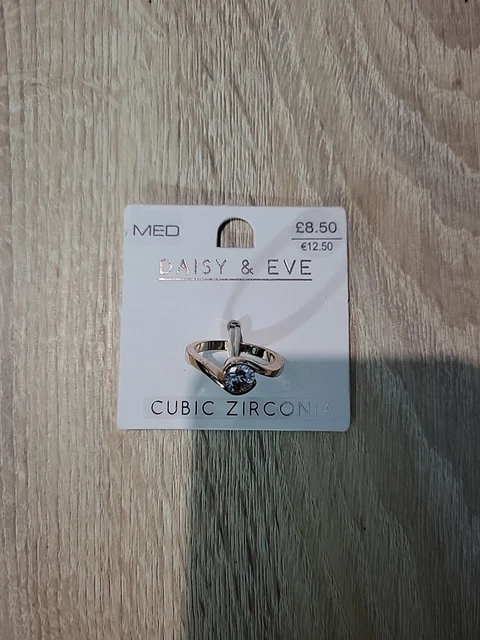 MED
£8.50
€12.50
DAISY & EVE
CUBIC ZIRCONIA